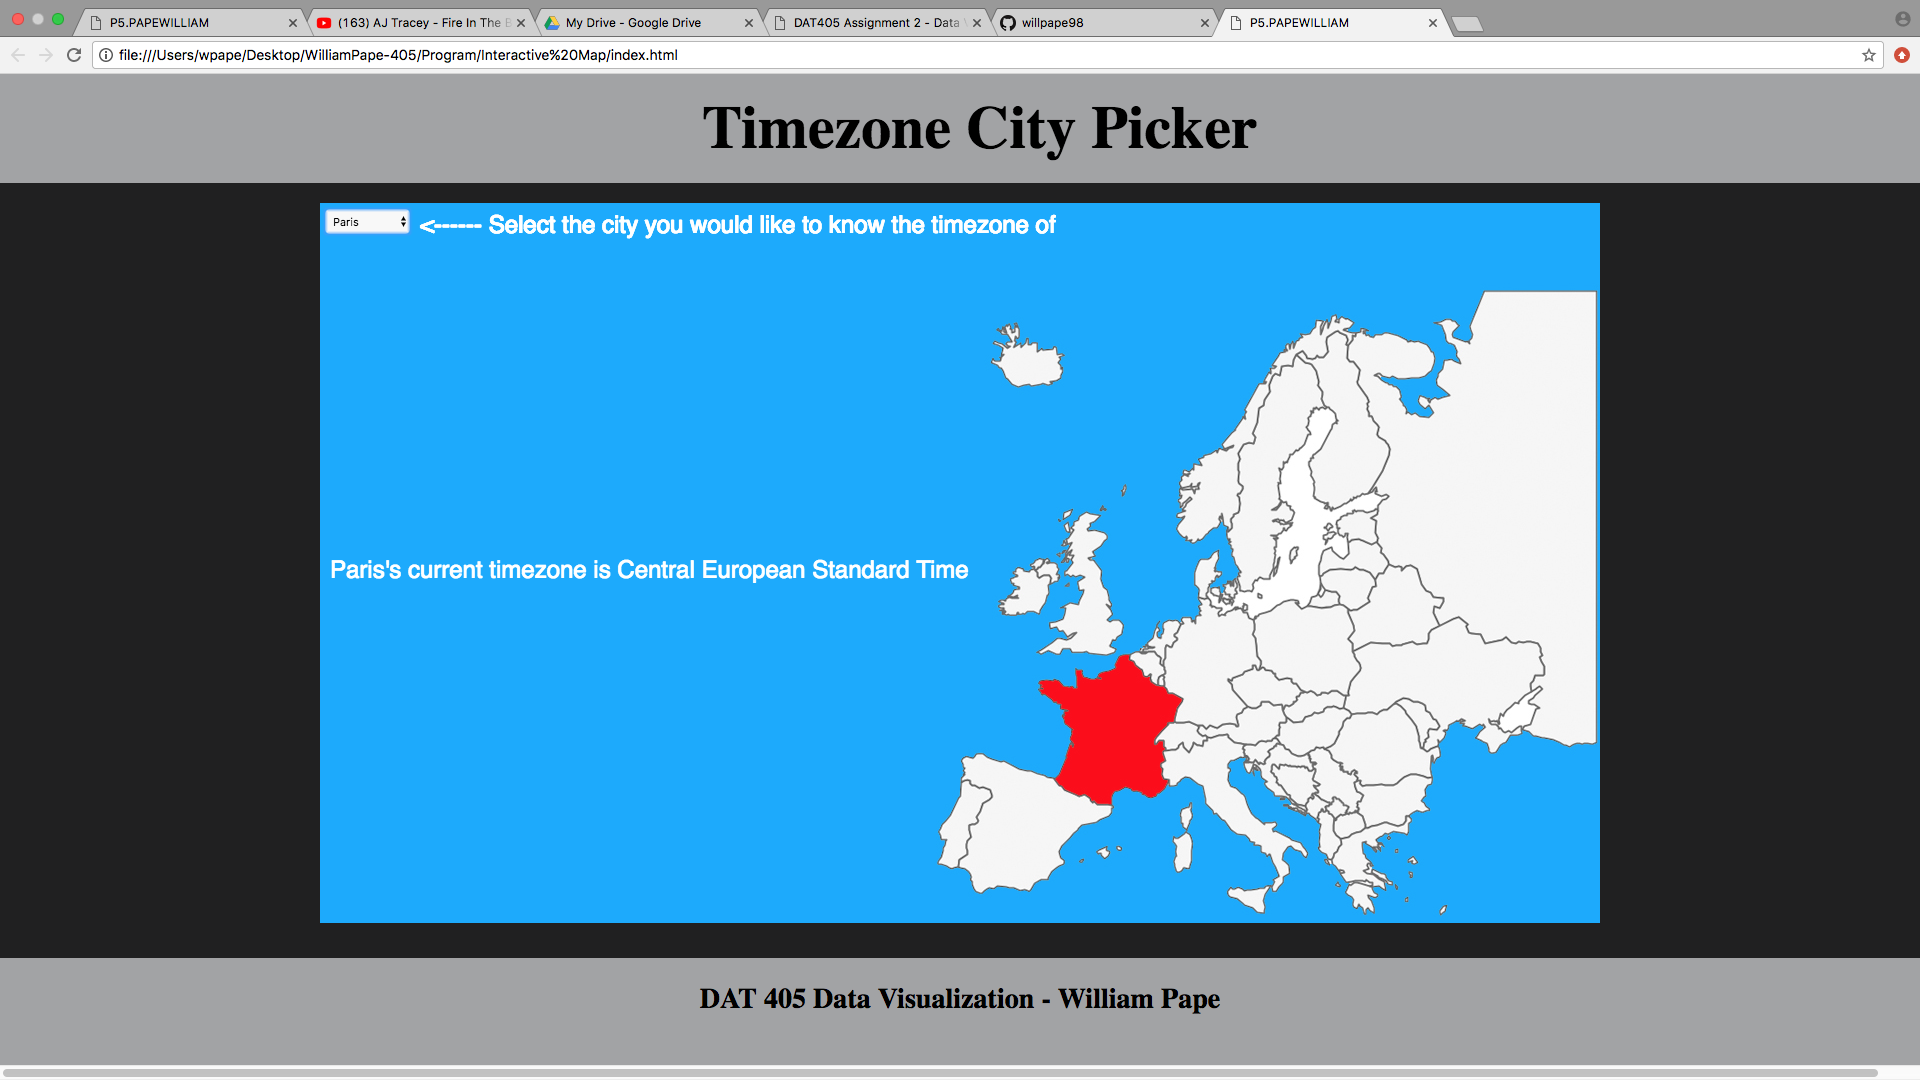 P5.PAPEWILLIAM
(163) AJ Tracey - Fire In The
My Drive - Google Drive
DAT405 Assignment 2 - Data
willpape98
P5.PAPEWILLIAM
file:///Users/wpape/Desktop/WilliamPape-405/Program/Interactive%20Map/index.html
Timezone City Picker
Paris <------ Select the city you would like to know the timezone of
Paris's current timezone is Central European Standard Time
DAT 405 Data Visualization - William Pape